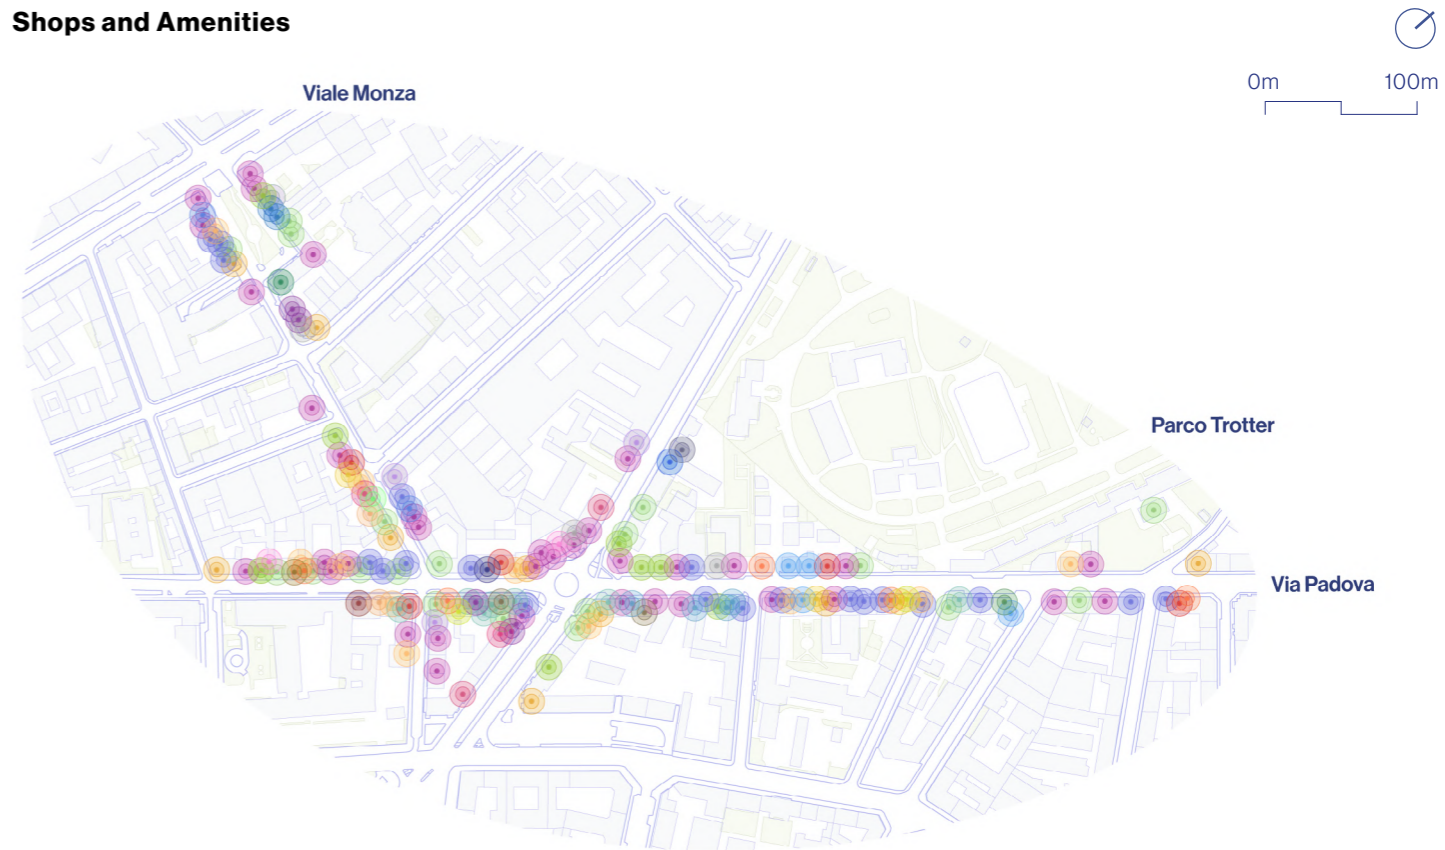 Shops and Amenities
0m 100m
Viale Monza
Parco Trotter
Via Padova